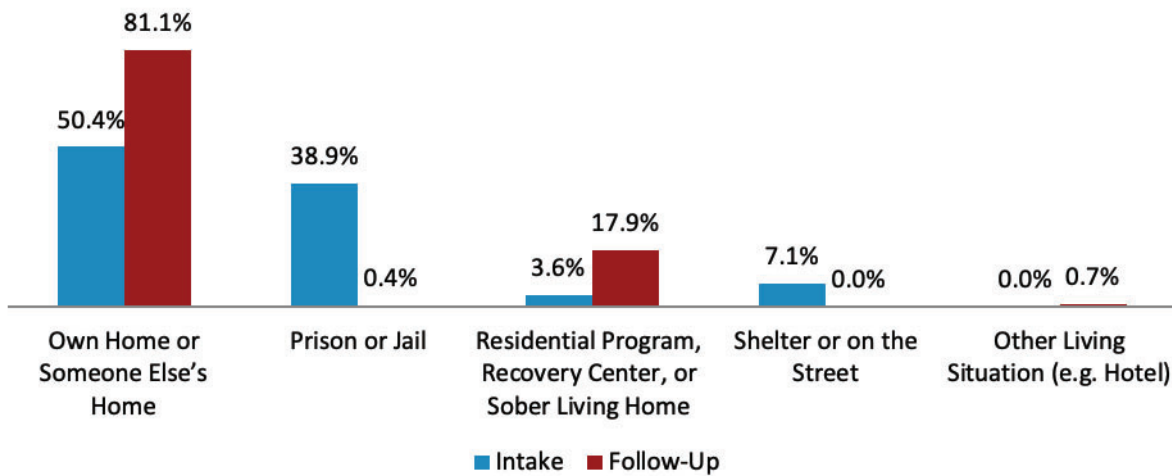 81.1%
50.4%
38.9%
0.4%
3.6%
17.9%
7.1%
0.0%
0.0%
0.7%
Own Home or
Someone Else’s
Home
Prison or Jail
Residential Program,
Recovery Center, or
Sober Living Home
Shelter or on the
Street
Other Living
Situation (e.g. Hotel)
Intake
Follow-Up